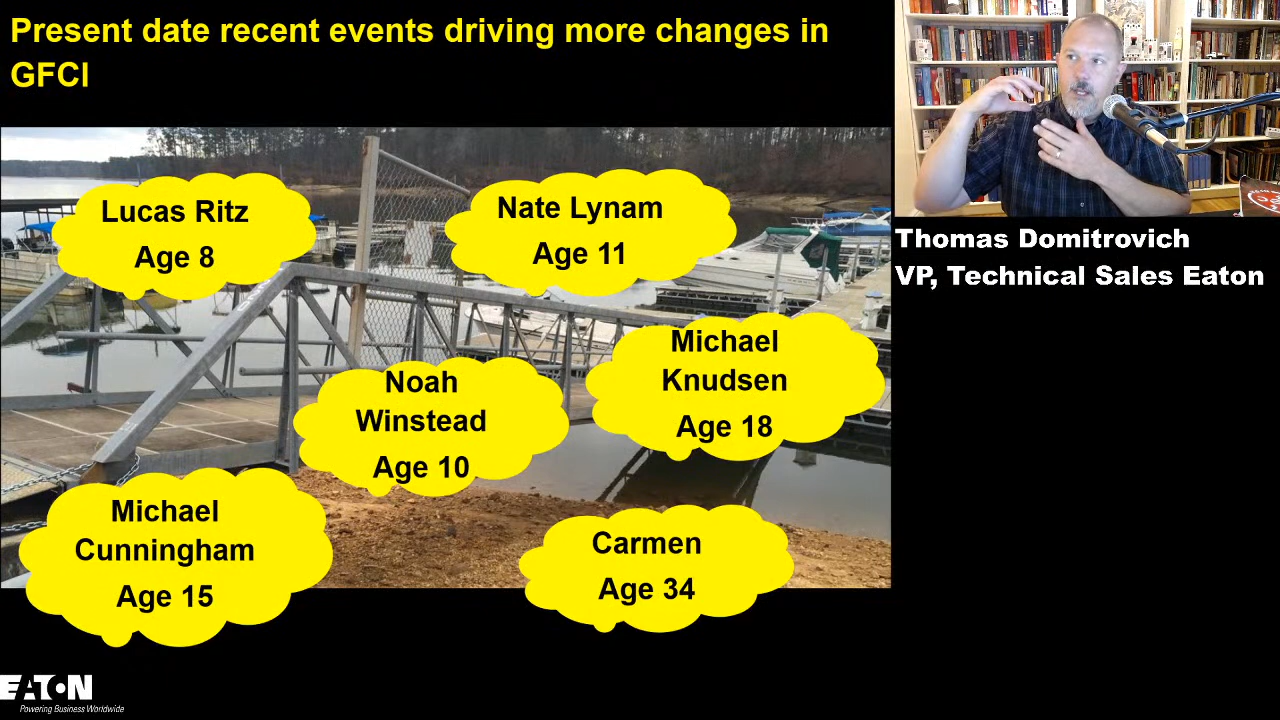 Present date recent events driving more changes in
GFCI
Thomas Domitrovich
VP, Technical Sales Eaton
Lucas Ritz
Age 8
Nate Lynam
Age 11
Michael
Knudsen
Age 18
Noah
Winstead
Age 10
Michael
Cunningham
Age 15
Carmen
Age 34
EATON
Powering Business Worldwide